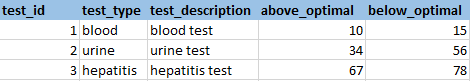 test_id test_type test_description above_optimal below_optimal
1 blood blood test 10 15
2 urine urine test 34 56
3 hepatitis hepatitis test 67 78